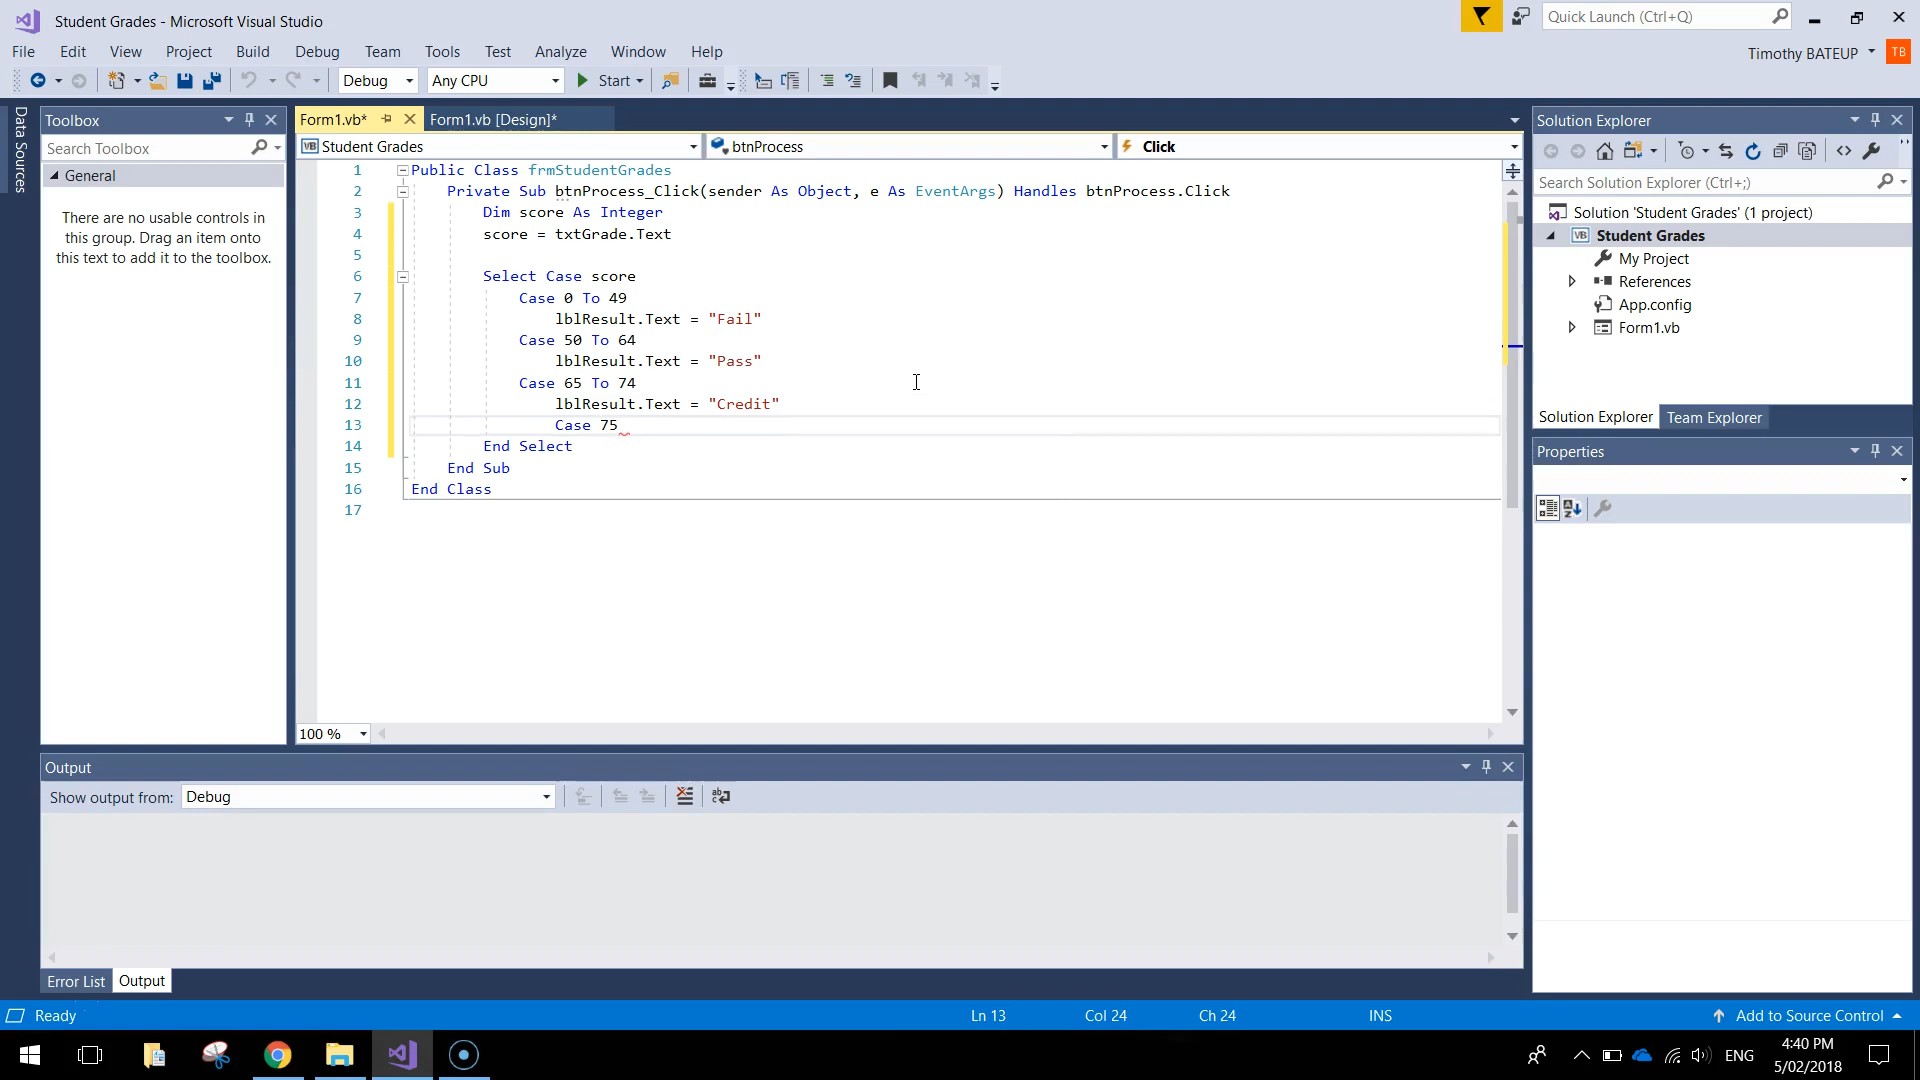 Student Grades - Microsoft Visual Studio
Quick Launch (Ctrl+Q)
File Edit View Project Build Debug Team Tools Test Analyze Window Help
Timothy BATEUP TB
Debug Any CPU Start
Data Sources
Toolbox
Search Toolbox
General
There are no usable controls in
this group. Drag an item onto
this text to add it to the toolbox.
Form1.vb* Form1.vb [Design]*
VB Student Grades btnProcess Click
1 Public Class frmStudentGrades
2 Private Sub btnProcess_Click(sender As Object, e As EventArgs) Handles btnProcess.Click
3 Dim score As Integer
4 score = txtGrade.Text
5
6 Select Case score
7 Case 0 To 49
8 lblResult.Text = "Fail"
9 Case 50 To 64
10 lblResult.Text = "Pass"
11 Case 65 To 74
12 lblResult.Text = "Credit"
13 Case 75
14 End Select
15 End Sub
16 End Class
17
100 %
Solution Explorer
Search Solution Explorer (Ctrl+;)
Solution 'Student Grades' (1 project)
VB Student Grades
My Project
References
App.config
Form1.vb
Solution Explorer Team Explorer
Properties
Output
Show output from: Debug
Error List Output
Ready Ln 13 Col 24 Ch 24 INS Add to Source Control
ENG
4:40 PM
5/02/2018